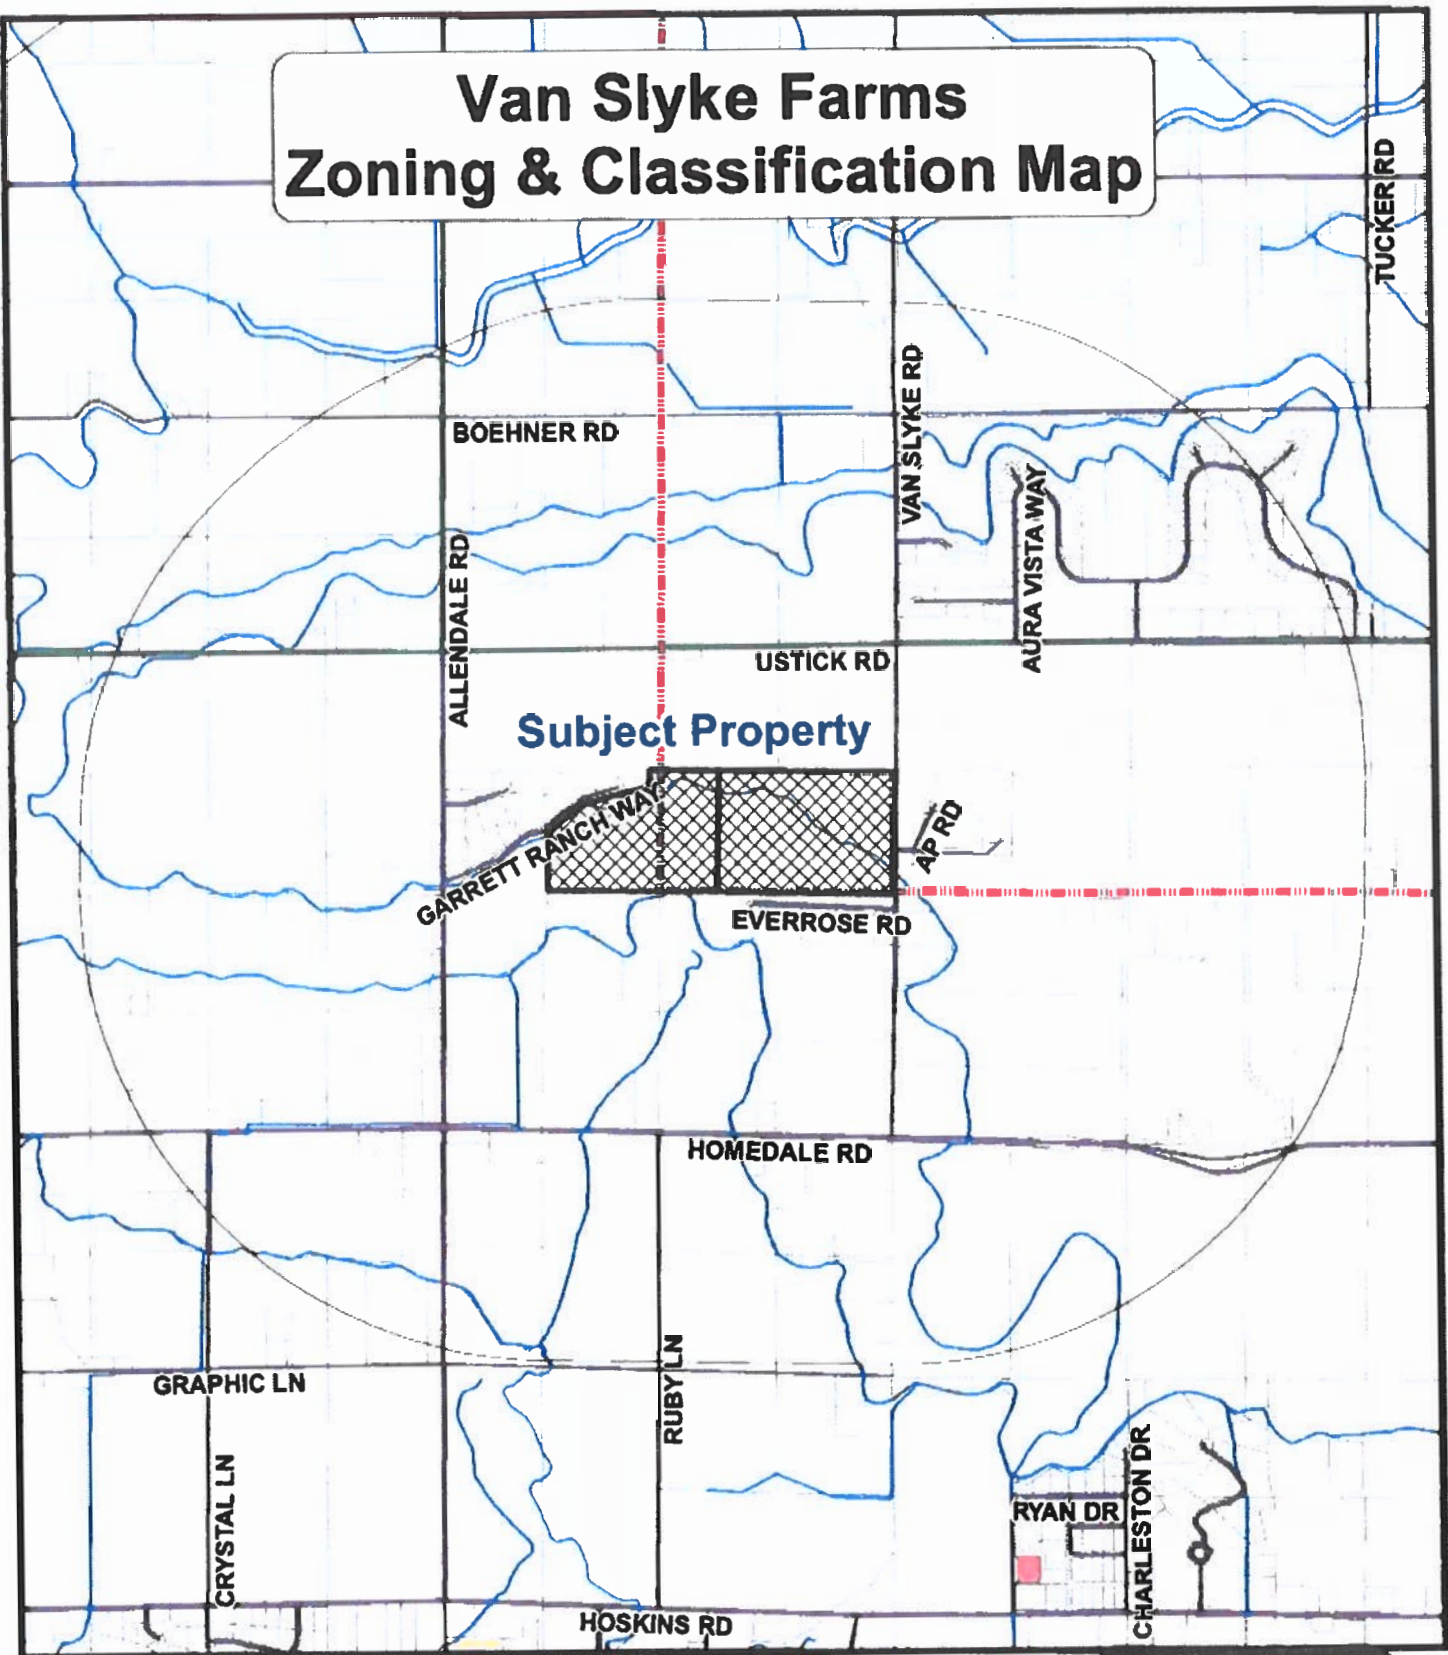 Van Slyke Farms
Zoning & Classification Map
TUCKER RD
BOEHNER RD
VAN SLYKE RD
AURA VISTA WAY
ALLENDALE RD
USTICK RD
Subject Property
GARRETT RANCH WAY
AP RD
EVERROSE RD
HOMEDALE RD
GRAPHIC LN
RUBY LN
CRYSTAL LN
RYAN DR
CHARLESTON DR
HOSKINS RD